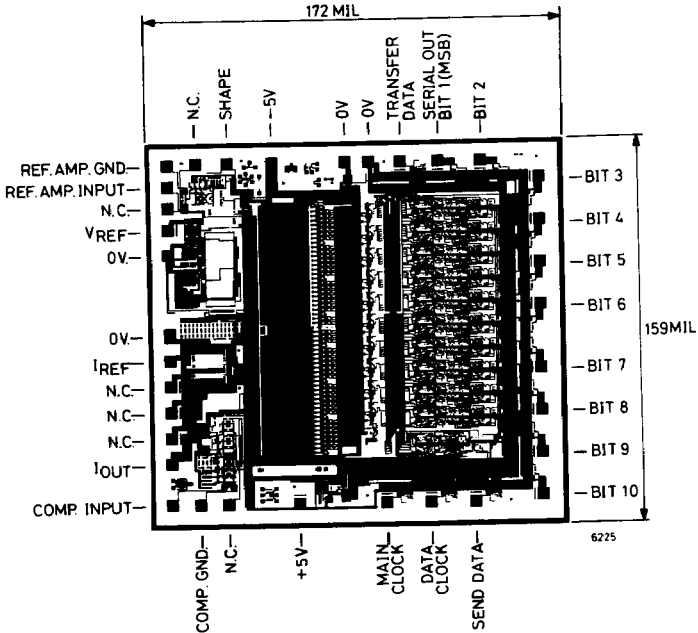 172 MIL
N.C.
SHAPE
-5V
0V
0V
TRANSFER
DATA
SERIAL OUT
BIT 1 (MSB)
BIT 2
REF. AMP. GND.
REF. AMP. INPUT
N.C.
VREF
0V.
0V.
IREF
N.C.
N.C.
N.C.
IOUT
COMP. INPUT
BIT 3
BIT 4
BIT 5
BIT 6
159MIL
BIT 7
BIT 8
BIT 9
BIT 10
6225
COMP. GND.
N.C.
+5V
MAIN
CLOCK
DATA
CLOCK
SEND DATA